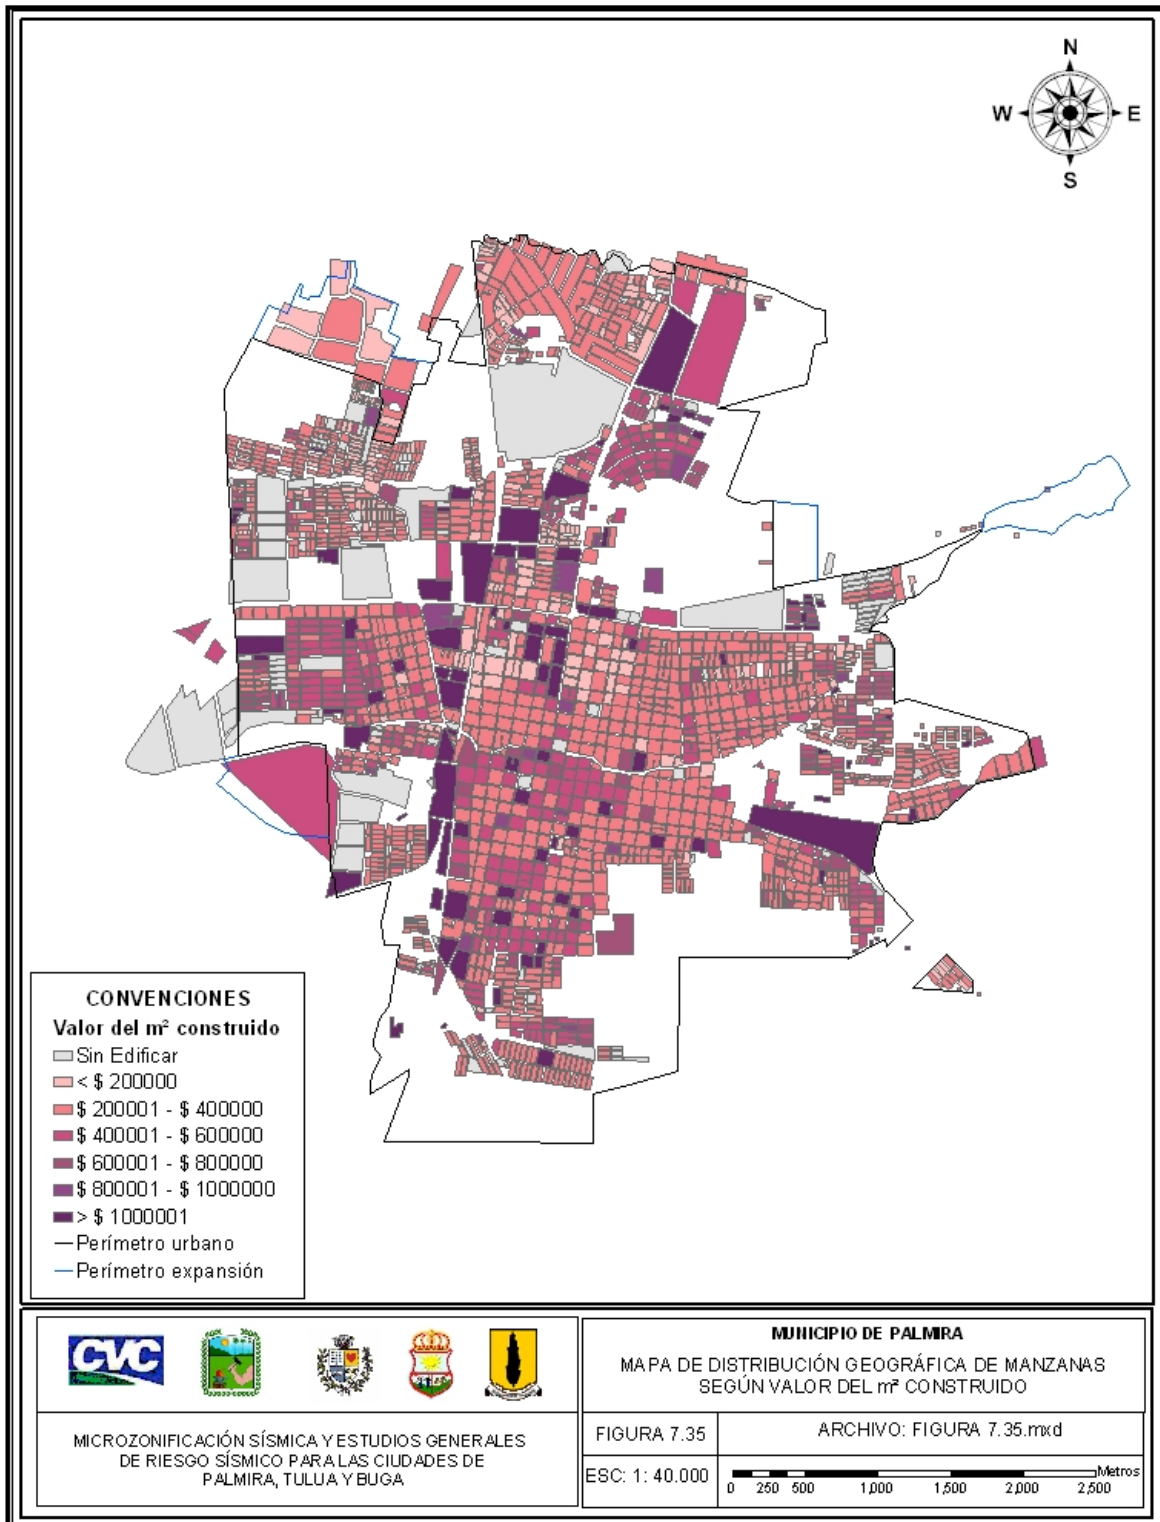 N
W
E
S
CONVENCIONES
Valor del m² construido
Sin Edificar
< $ 200000
$ 200001 - $ 400000
$ 400001 - $ 600000
$ 600001 - $ 800000
$ 800001 - $ 1000000
> $ 1000001
Perímetro urbano
Perímetro expansión
CVC
MICROZONIFICACIÓN SÍSMICA Y ESTUDIOS GENERALES
DE RIESGO SÍSMICO PARA LAS CIUDADES DE
PALMIRA, TULUA Y BUGA
MUNICIPIO DE PALMIRA
MAPA DE DISTRIBUCIÓN GEOGRÁFICA DE MANZANAS
SEGÚN VALOR DEL m² CONSTRUIDO
FIGURA 7.35
ARCHIVO: FIGURA 7.35.mxd
ESC: 1: 40.000
Metros
0 250 500 1,000 1,500 2,000 2,500